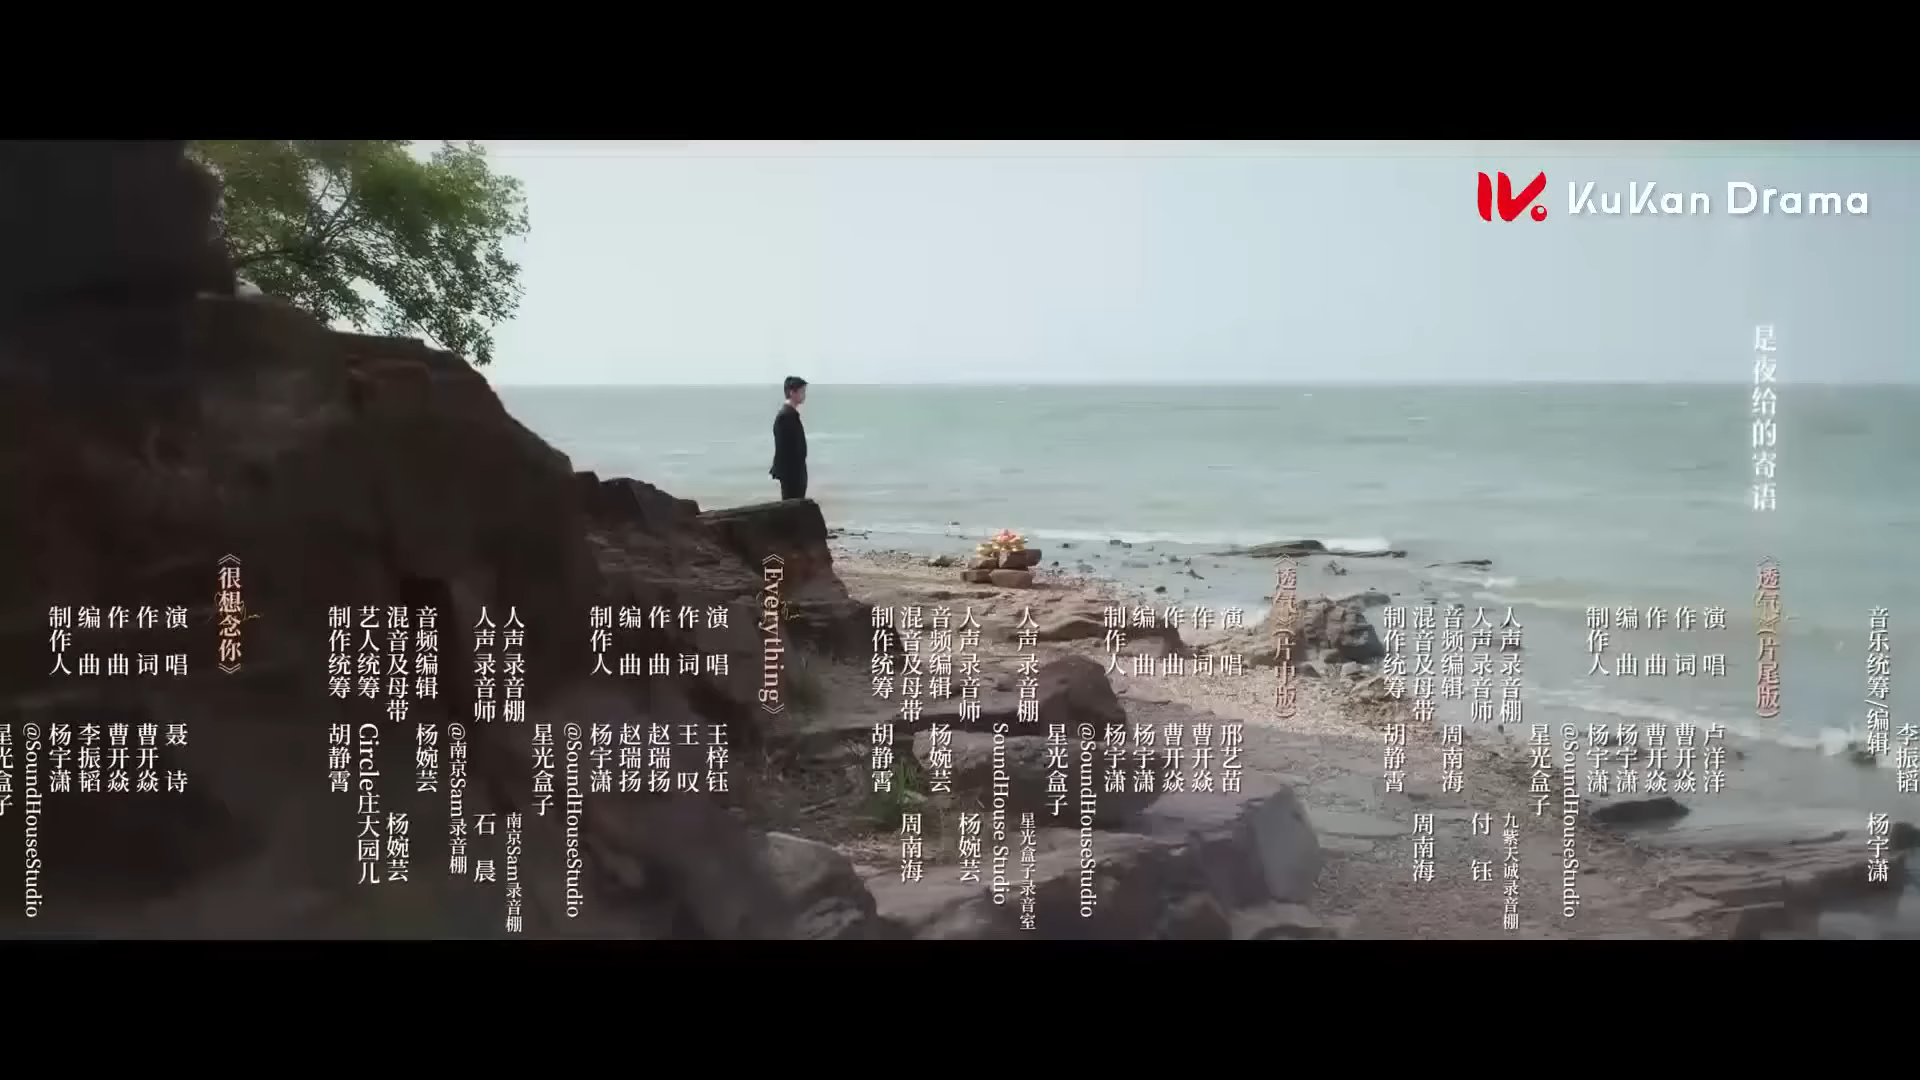 KuKan Drama
是夜给的寄语
李振韬
音乐统筹/编辑 杨宇潇
《透气》(片尾版)
演唱 卢洋洋
作词 曹开焱
作曲 曹开焱
编曲 杨宇潇
制作人 杨宇潇
@SoundHouseStudio
星光盒子
人声录音棚 九紫天诚录音棚
人声录音师 付钰
音频编辑 周南海
混音及母带 周南海
制作统筹 胡静霄
《透气》(片中版)
演唱 邢艺苗
作词 曹开焱
作曲 曹开焱
编曲 杨宇潇
制作人 杨宇潇
@SoundHouseStudio
星光盒子
人声录音棚 星光盒子录音室
SoundHouse Studio
人声录音师 杨婉芸
音频编辑 杨婉芸
混音及母带 周南海
制作统筹 胡静霄
《Everything》
演唱 王梓钰
作词 王叹
作曲 赵瑞扬
编曲 赵瑞扬
制作人 杨宇潇
@SoundHouseStudio
星光盒子
人声录音棚 南京Sam录音棚
人声录音师 石晨
@南京Sam录音棚
音频编辑 杨婉芸
混音及母带 杨婉芸
艺人统筹 Circle庄大园儿
制作统筹 胡静霄
《很想念你》
演唱 聂诗
作词 曹开焱
作曲 曹开焱
编曲 李振韬
制作人 杨宇潇
@SoundHouseStudio
星光盒子